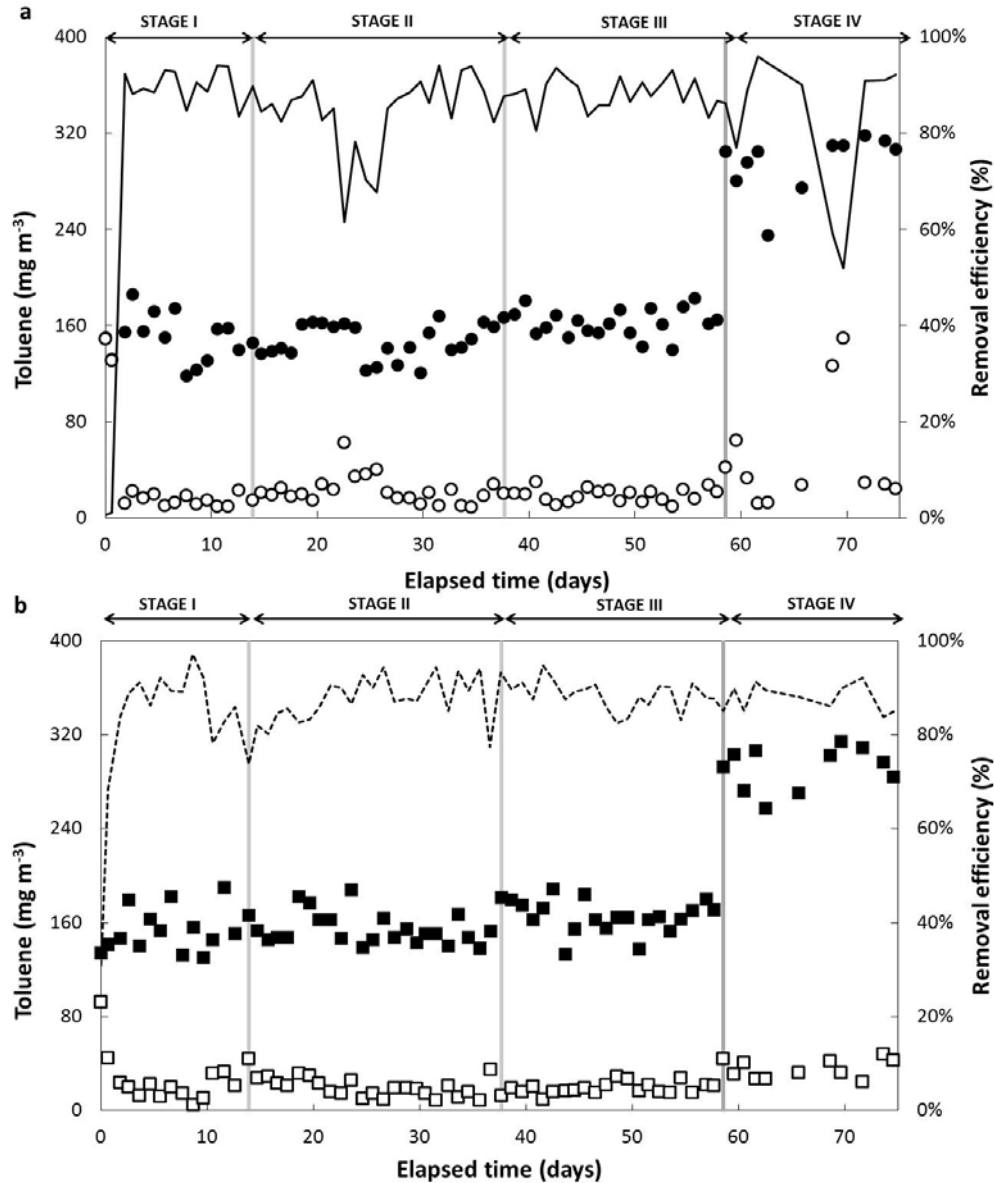 a
STAGE I STAGE II STAGE III STAGE IV
400 100%
320 80%
240 60%
160 40%
80 20%
0 0%
Toluene (mg m⁻³)
Removal efficiency (%)
0 10 20 30 40 50 60 70
Elapsed time (days)
b
STAGE I STAGE II STAGE III STAGE IV
400 100%
320 80%
240 60%
160 40%
80 20%
0 0%
Toluene (mg m⁻³)
Removal efficiency (%)
0 10 20 30 40 50 60 70
Elapsed time (days)